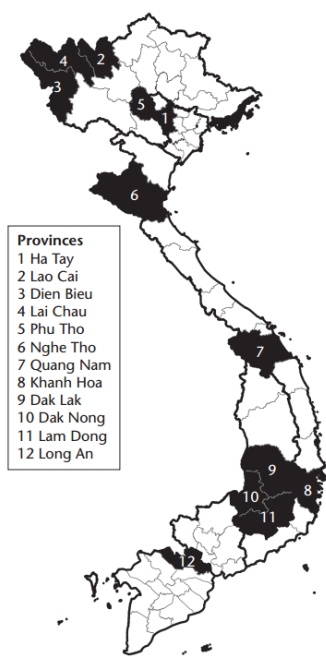 4
2
3
5
1
6
Provinces
1 Ha Tay
2 Lao Cai
3 Dien Bieu
4 Lai Chau
5 Phu Tho
6 Nghe Tho
7 Quang Nam
8 Khanh Hoa
9 Dak Lak
10 Dak Nong
11 Lam Dong
12 Long An
7
9
8
10
11
12